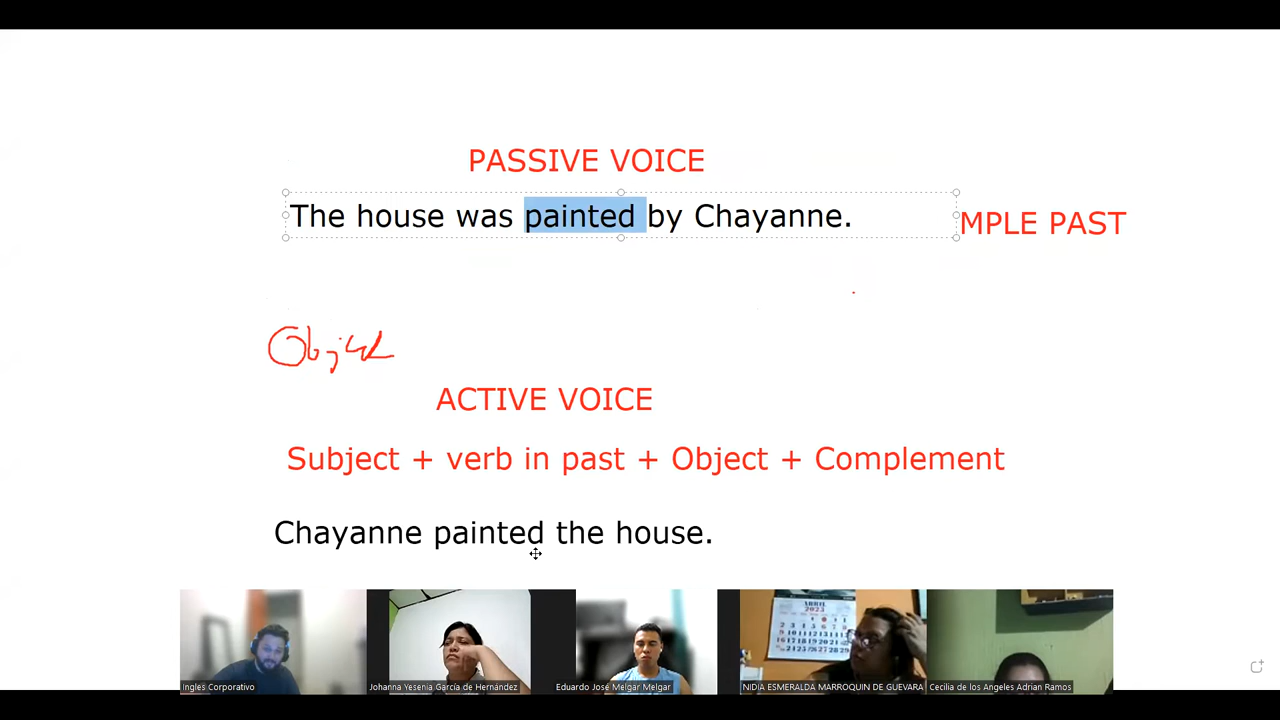 PASSIVE VOICE
The house was painted by Chayanne.
MPLE PAST
Object
ACTIVE VOICE
Subject + verb in past + Object + Complement
Chayanne painted the house.
ABRIL
2023
Ingles Corporativo
Johanna Yesenia García de Hernández
Eduardo José Melgar Melgar
NIDIA ESMERALDA MARROQUIN DE GUEVARA
Cecilia de los Angeles Adrian Ramos